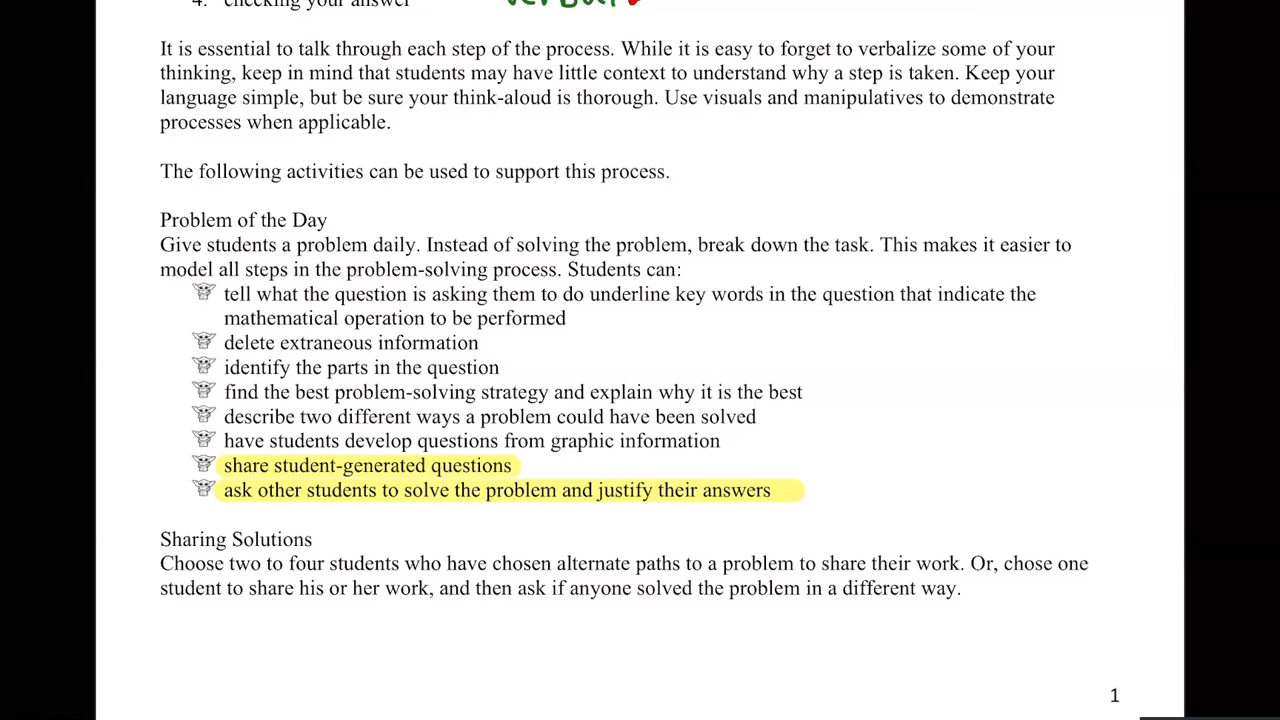 4. checking your answer
verbal
It is essential to talk through each step of the process. While it is easy to forget to verbalize some of your
thinking, keep in mind that students may have little context to understand why a step is taken. Keep your
language simple, but be sure your think-aloud is thorough. Use visuals and manipulatives to demonstrate
processes when applicable.
The following activities can be used to support this process.
Problem of the Day
Give students a problem daily. Instead of solving the problem, break down the task. This makes it easier to
model all steps in the problem-solving process. Students can:
tell what the question is asking them to do underline key words in the question that indicate the
mathematical operation to be performed
delete extraneous information
identify the parts in the question
find the best problem-solving strategy and explain why it is the best
describe two different ways a problem could have been solved
have students develop questions from graphic information
share student-generated questions
ask other students to solve the problem and justify their answers
Sharing Solutions
Choose two to four students who have chosen alternate paths to a problem to share their work. Or, chose one
student to share his or her work, and then ask if anyone solved the problem in a different way.
1